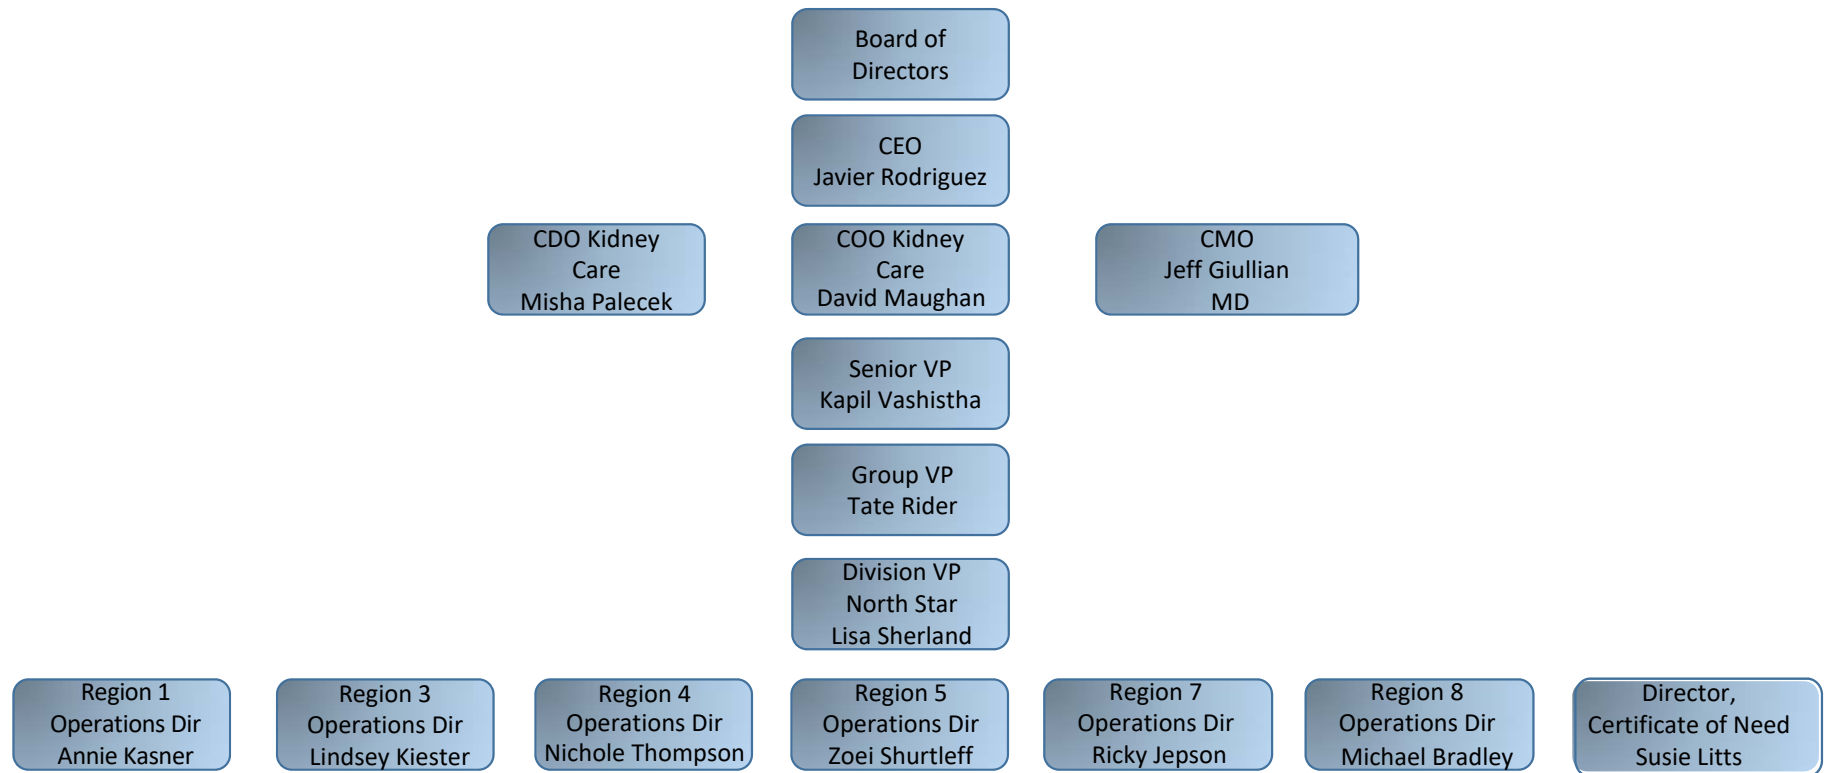 Board of
Directors
CEO
Javier Rodriguez
CDO Kidney
Care
Misha Palecek
COO Kidney
Care
David Maughan
CMO
Jeff Giullian
MD
Senior VP
Kapil Vashistha
Group VP
Tate Rider
Division VP
North Star
Lisa Sherland
Region 1
Operations Dir
Annie Kasner
Region 3
Operations Dir
Lindsey Kiester
Region 4
Operations Dir
Nichole Thompson
Region 5
Operations Dir
Zoei Shurtleff
Region 7
Operations Dir
Ricky Jepson
Region 8
Operations Dir
Michael Bradley
Director,
Certificate of Need
Susie Litts